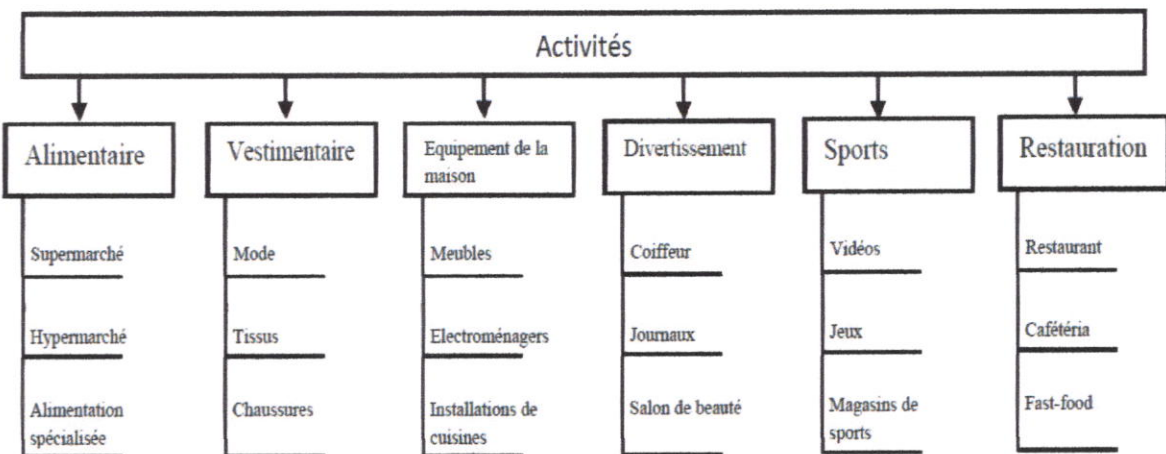 Activités
Alimentaire
Supermarché
Hypermarché
Alimentation
spécialisée
Vestimentaire
Mode
Tissus
Chaussures
Equipement de la
maison
Meubles
Electroménagers
Installations de
cuisines
Divertissement
Coiffeur
Journaux
Salon de beauté
Sports
Vidéos
Jeux
Magasins de
sports
Restauration
Restaurant
Cafétéria
Fast-food